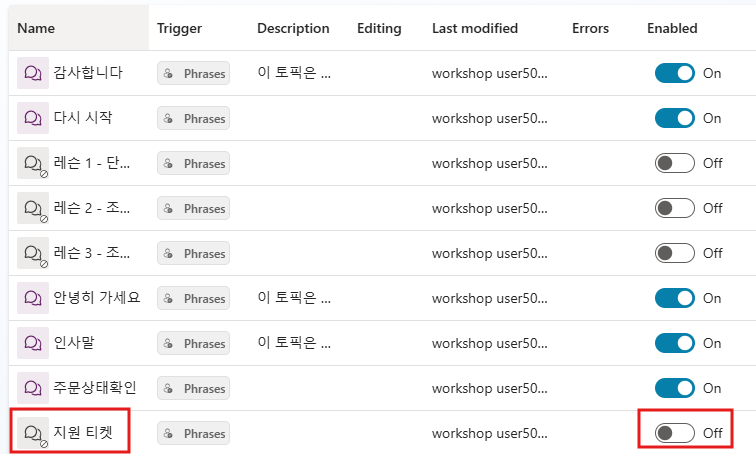 Name Trigger Description Editing Last modified Errors Enabled
감사합니다 Phrases 이 토픽은 ... workshop user50... On
다시 시작 Phrases workshop user50... On
레슨 1 - 단... Phrases workshop user50... Off
레슨 2 - 조... Phrases workshop user50... Off
레슨 3 - 조... Phrases workshop user50... Off
안녕히 가세요 Phrases 이 토픽은 ... workshop user50... On
인사말 Phrases 이 토픽은 ... workshop user50... On
주문상태확인 Phrases workshop user50... On
지원 티켓 Phrases workshop user50... Off